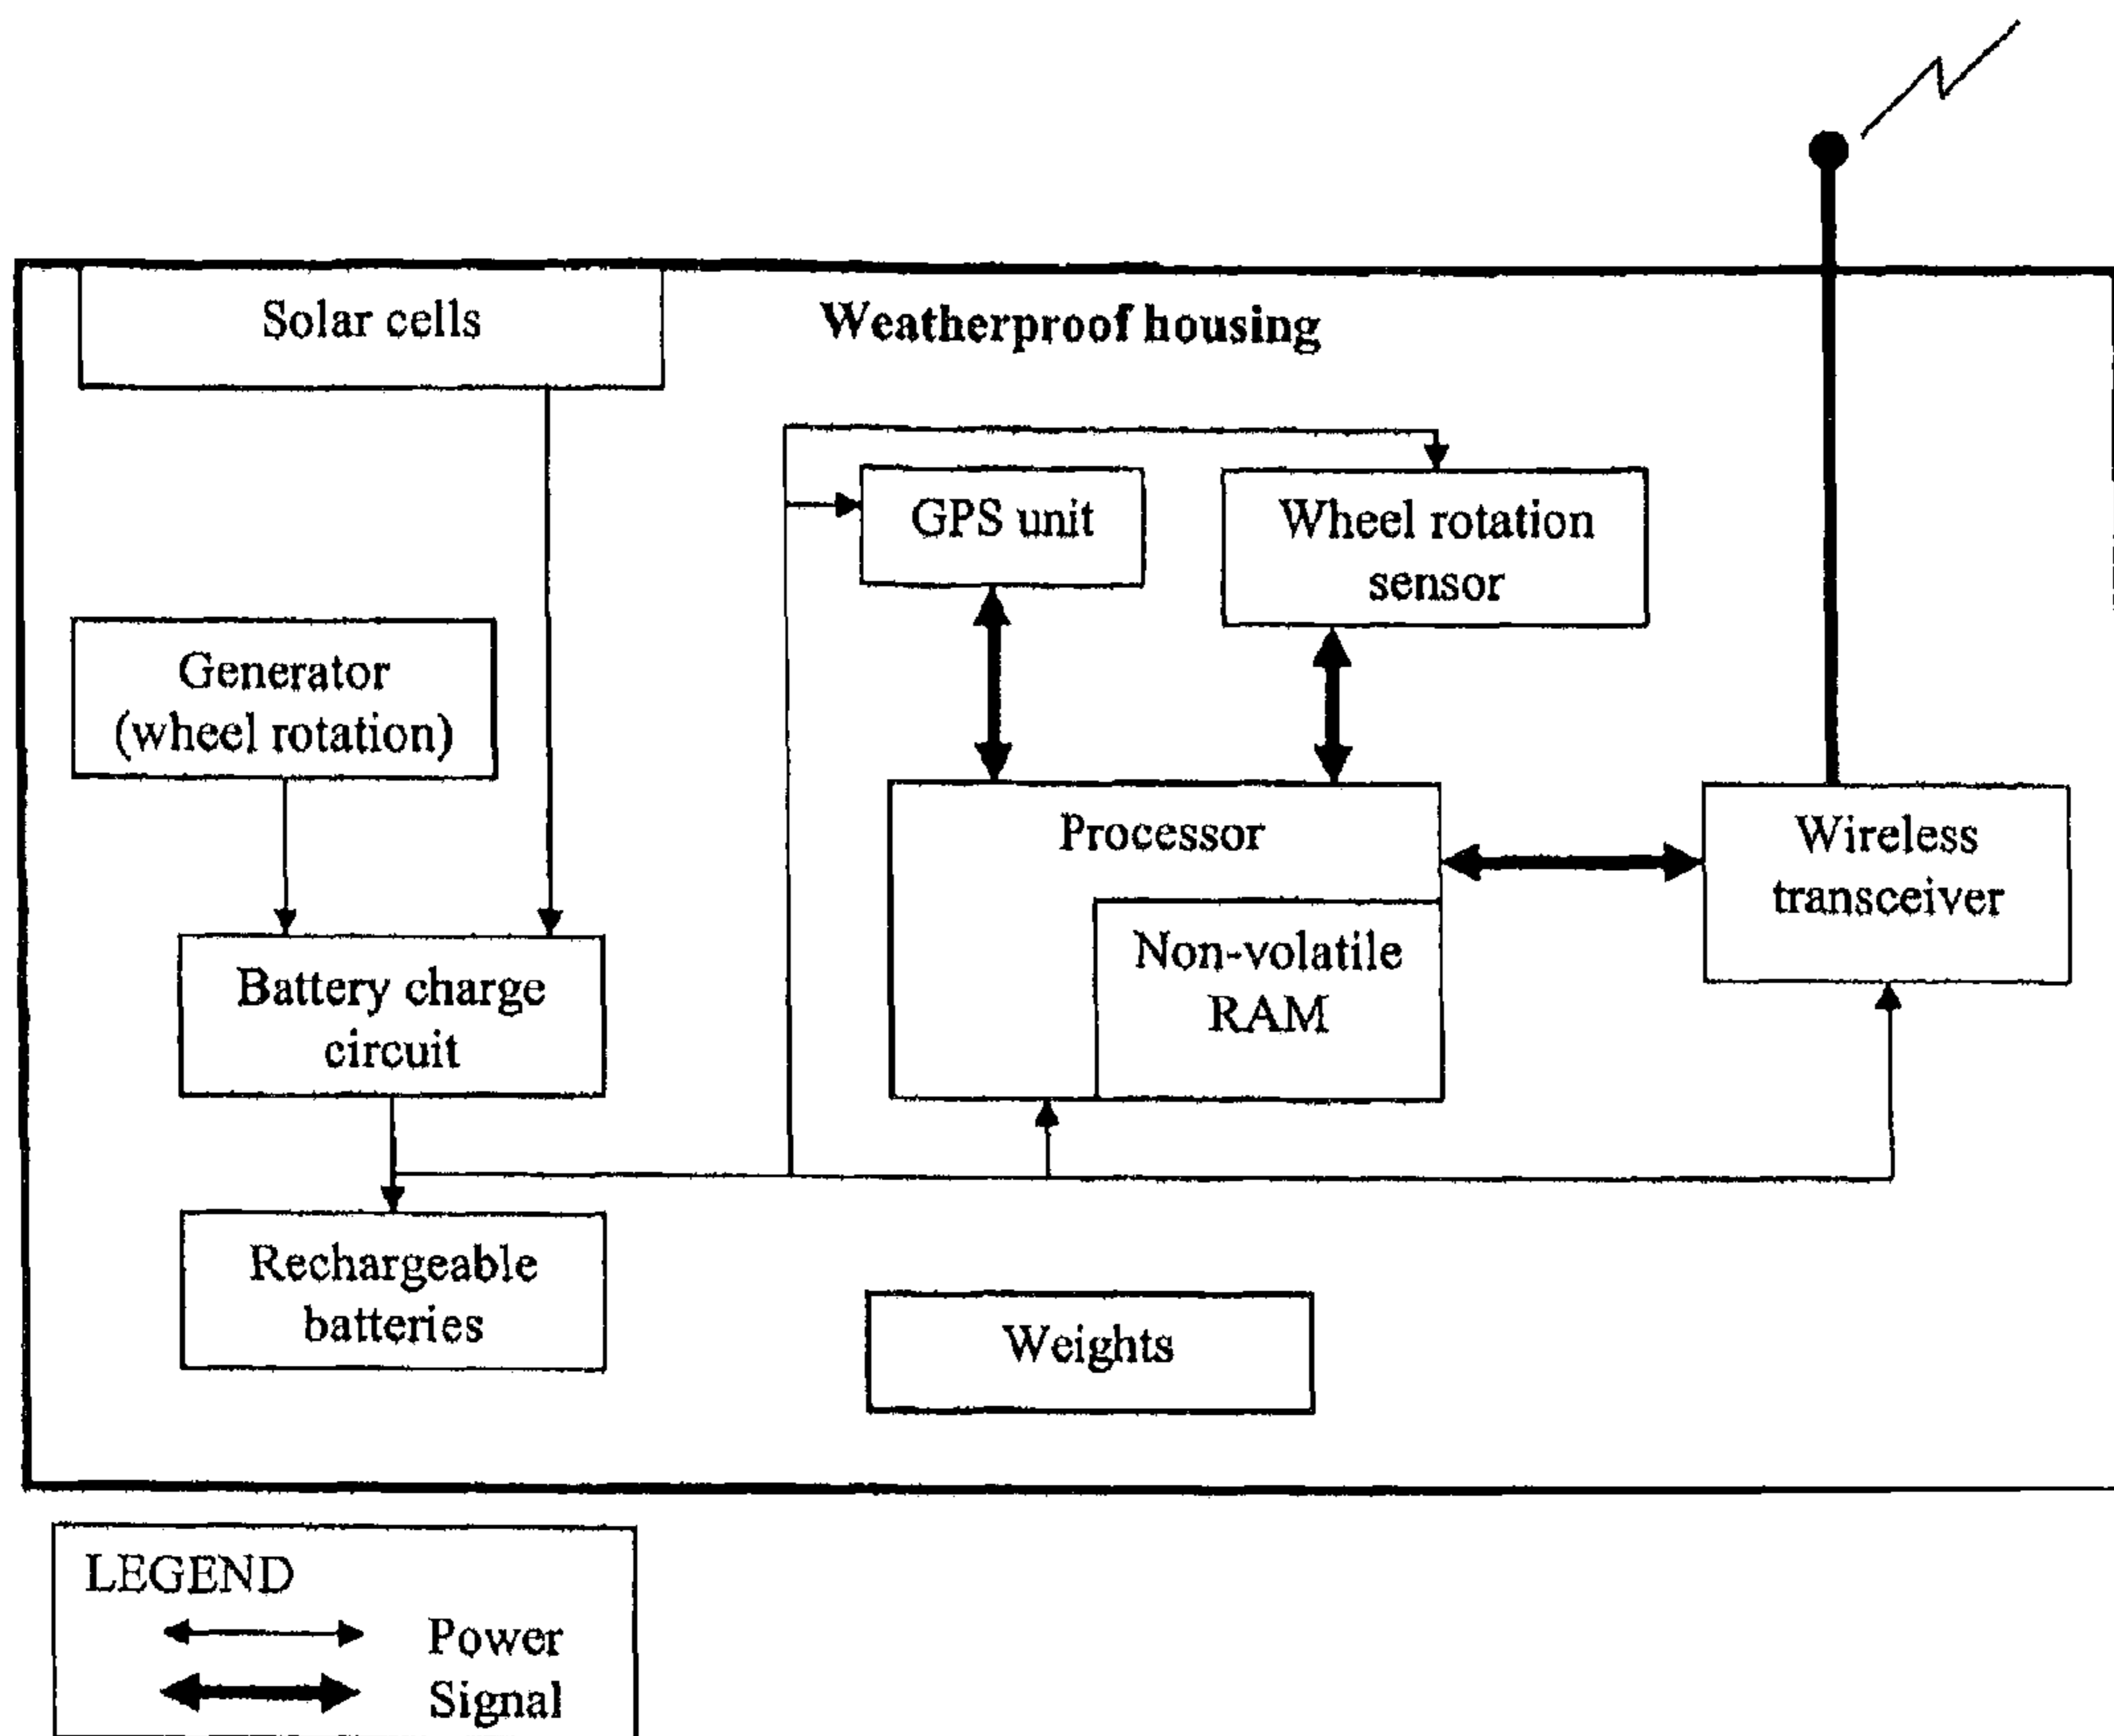 Solar cells
Weatherproof housing
GPS unit
Wheel rotation
sensor
Generator
(wheel rotation)
Processor
Wireless
transceiver
Non-volatile
RAM
Battery charge
circuit
Rechargeable
batteries
Weights
LEGEND
Power
Signal